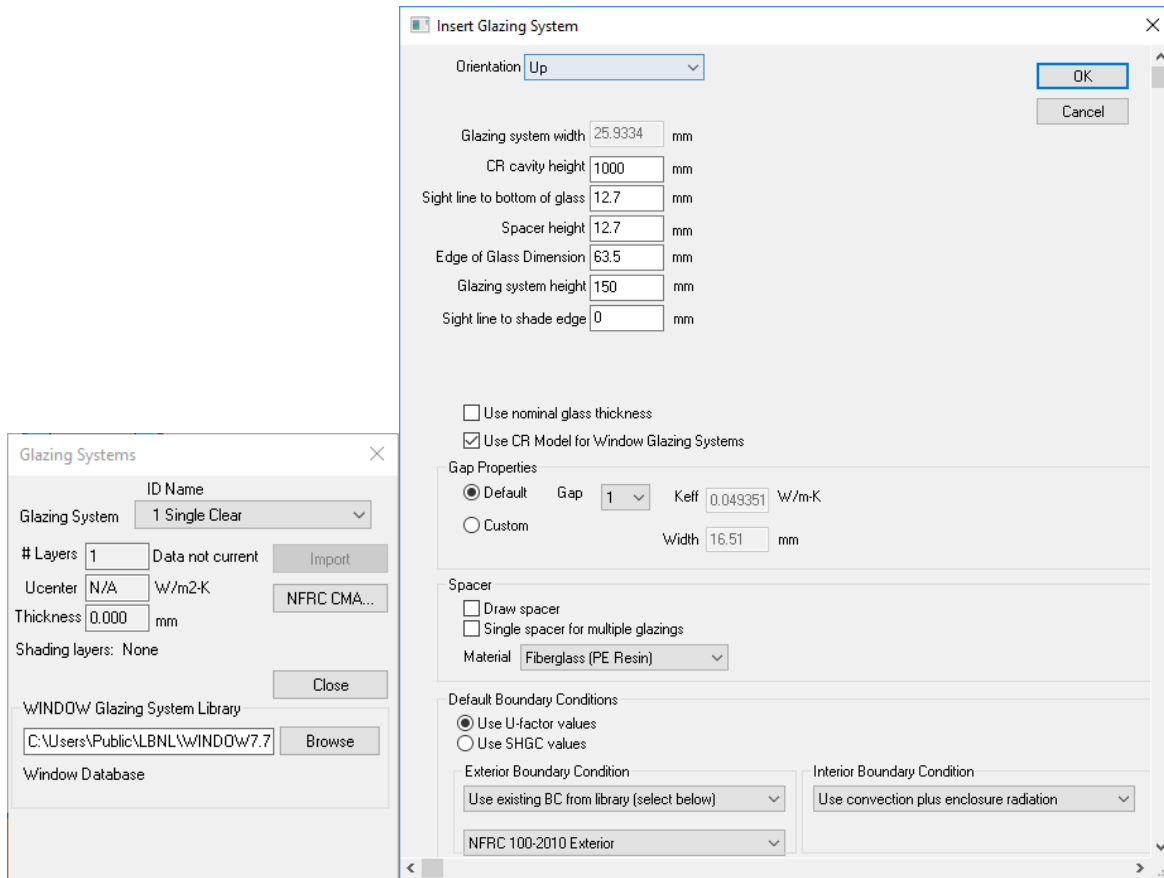 Insert Glazing System
Orientation Up
OK
Cancel
Glazing system width 25.9334 mm
CR cavity height 1000 mm
Sight line to bottom of glass 12.7 mm
Spacer height 12.7 mm
Edge of Glass Dimension 63.5 mm
Glazing system height 150 mm
Sight line to shade edge 0 mm
Use nominal glass thickness
Use CR Model for Window Glazing Systems
Gap Properties
Default Gap 1 Keff 0.049351 W/m-K
Custom
Width 16.51 mm
Spacer
Draw spacer
Single spacer for multiple glazings
Material Fiberglass (PE Resin)
Default Boundary Conditions
Use U-factor values
Use SHGC values
Exterior Boundary Condition
Use existing BC from library (select below)
NFRC 100-2010 Exterior
Interior Boundary Condition
Use convection plus enclosure radiation
Glazing Systems
ID Name
Glazing System 1 Single Clear
# Layers 1 Data not current Import
Ucenter N/A W/m2-K
NFRC CMA...
Thickness 0.000 mm
Shading layers: None
Close
WINDOW Glazing System Library
C:\Users\Public\LBNL\WINDOW7.7 Browse
Window Database